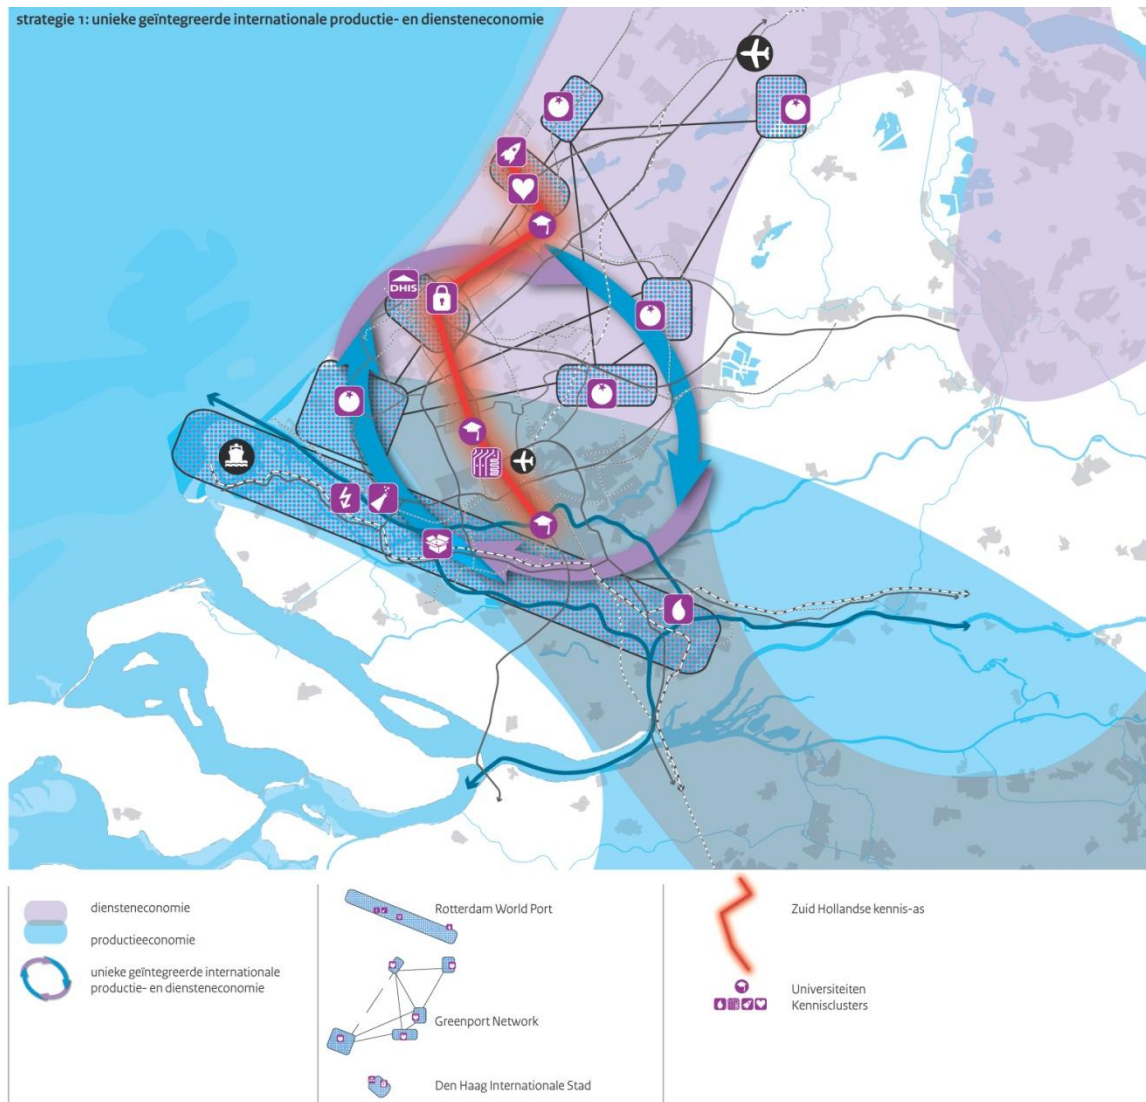 strategie 1: unieke geïntegreerde internationale productie- en diensteneconomie
DHIS
diensteneconomie
productieeconomie
unieke geïntegreerde internationale
productie- en diensteneconomie
Rotterdam World Port
Greenport Network
Den Haag Internationale Stad
Zuid Hollandse kennis-as
Universiteiten
Kennisclusters